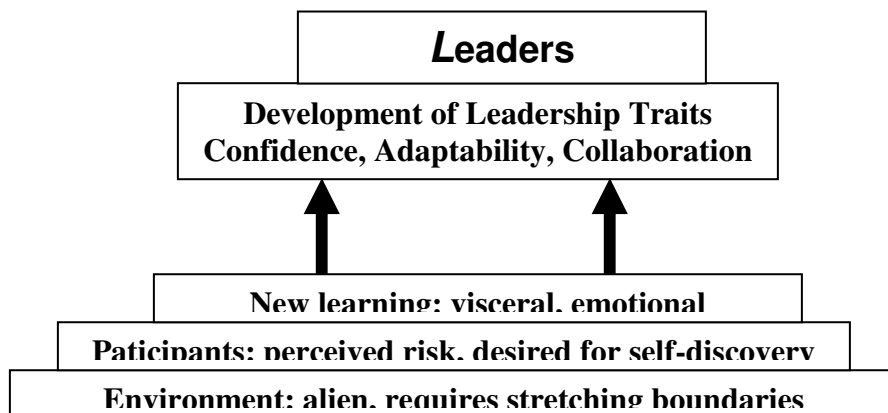 Leaders
Development of Leadership Traits
Confidence, Adaptability, Collaboration
New learning: visceral, emotional
Paticipants: perceived risk, desired for self-discovery
Environment: alien, requires stretching boundaries